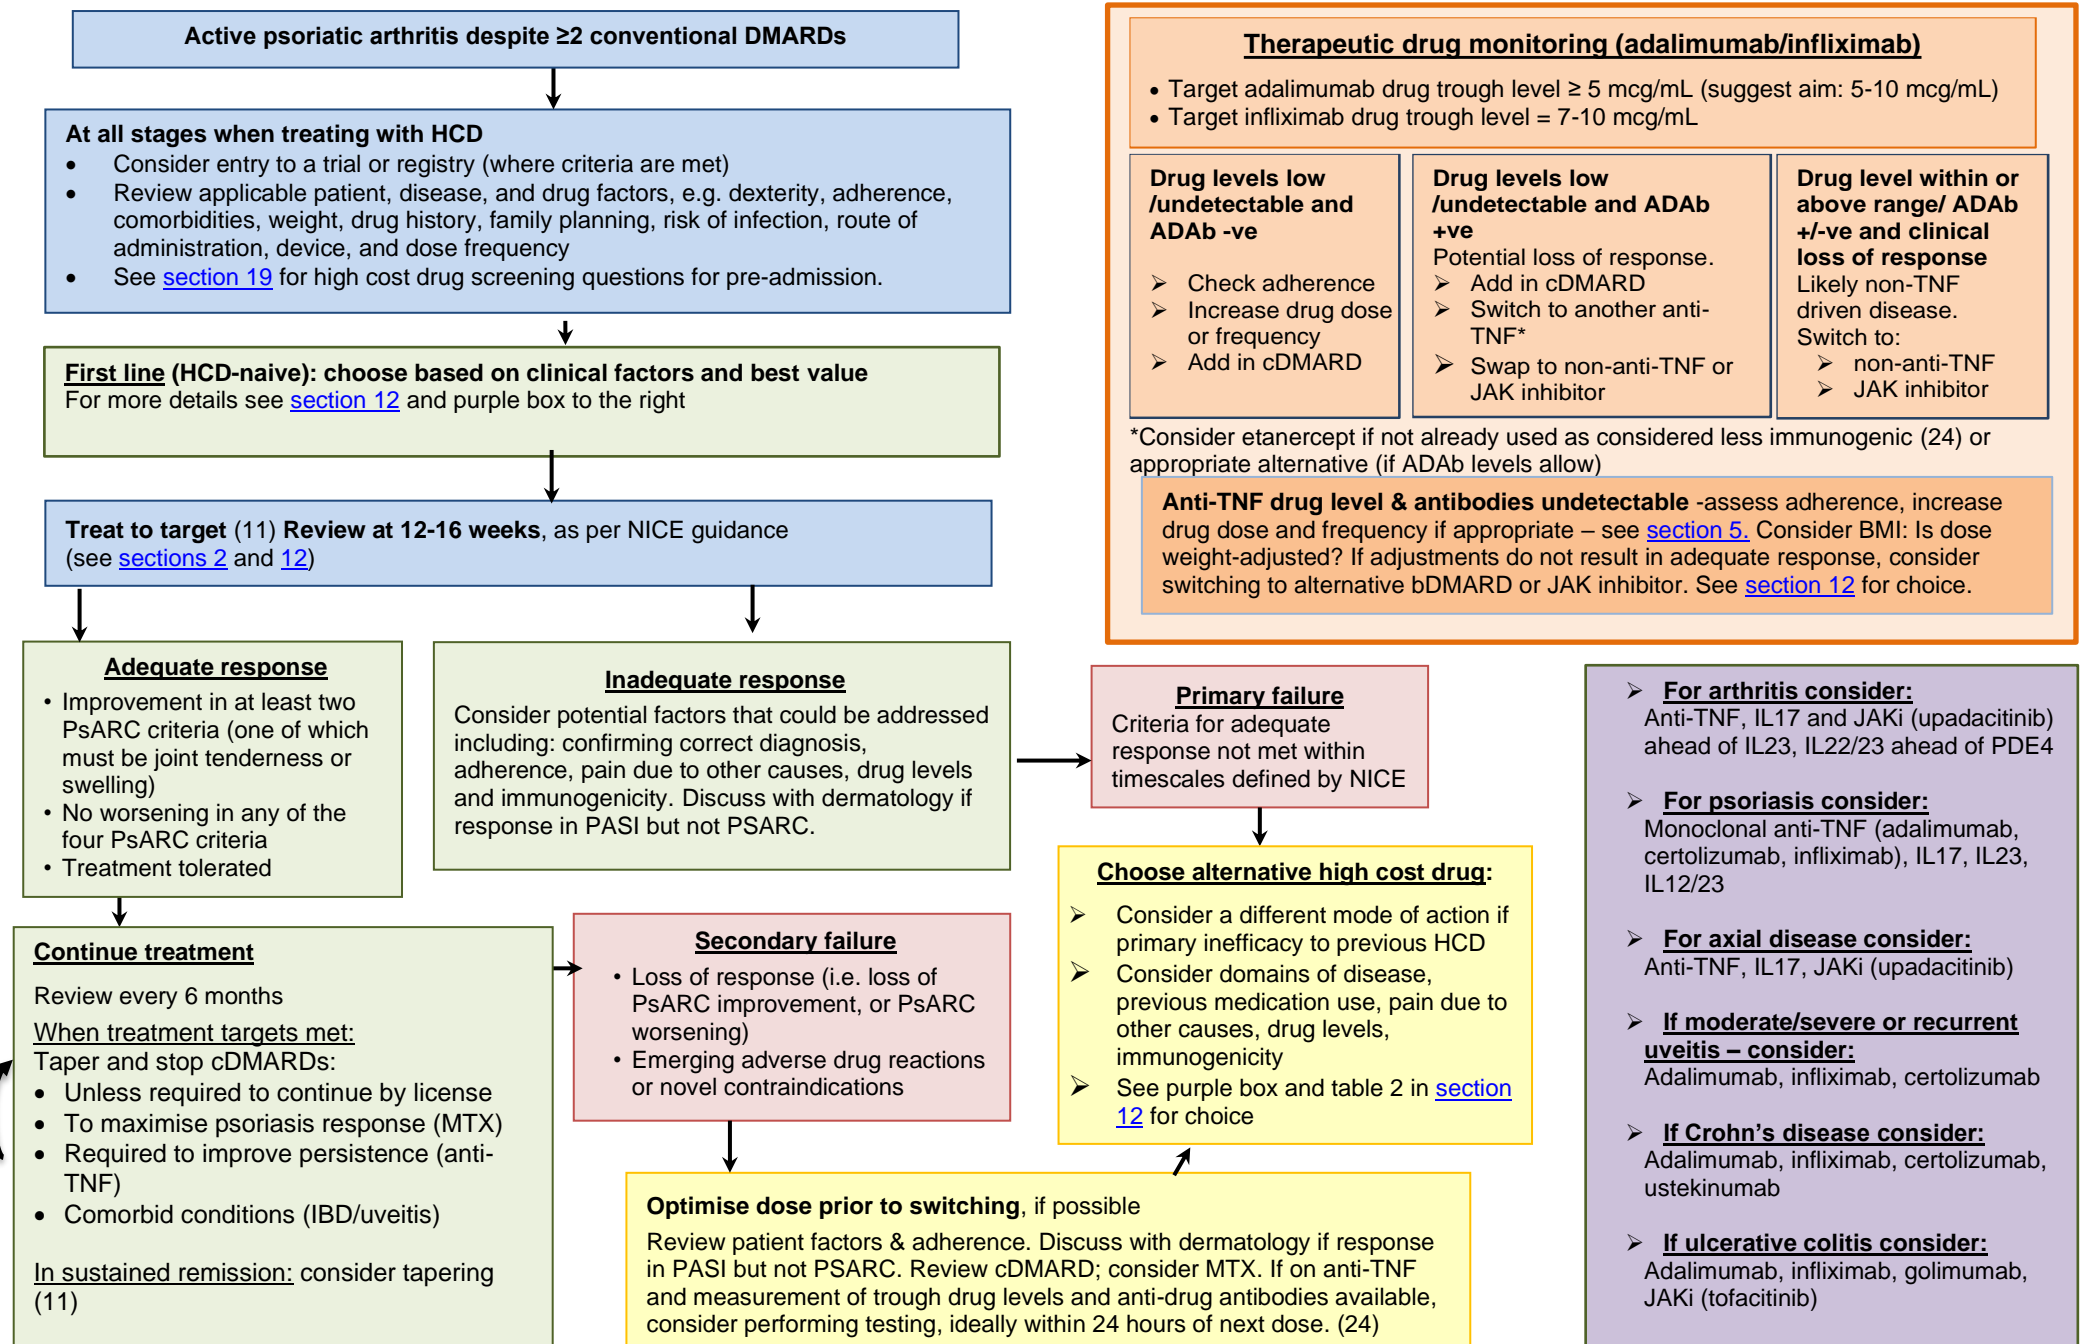 Active psoriatic arthritis despite ≥2 conventional DMARDs
At all stages when treating with HCD
• Consider entry to a trial or registry (where criteria are met)
• Review applicable patient, disease, and drug factors, e.g. dexterity, adherence,
comorbidities, weight, drug history, family planning, risk of infection, route of
administration, device, and dose frequency
• See section 19 for high cost drug screening questions for pre-admission.
First line (HCD-naive): choose based on clinical factors and best value
For more details see section 12 and purple box to the right
Treat to target (11) Review at 12-16 weeks, as per NICE guidance
(see sections 2 and 12)
Adequate response
• Improvement in at least two
PsARC criteria (one of which
must be joint tenderness or
swelling)
• No worsening in any of the
four PsARC criteria
• Treatment tolerated
Inadequate response
Consider potential factors that could be addressed
including: confirming correct diagnosis,
adherence, pain due to other causes, drug levels
and immunogenicity. Discuss with dermatology if
response in PASI but not PSARC.
Primary failure
Criteria for adequate
response not met within
timescales defined by NICE
Continue treatment
Review every 6 months
When treatment targets met:
Taper and stop cDMARDs:
• Unless required to continue by license
• To maximise psoriasis response (MTX)
• Required to improve persistence (anti-
TNF)
• Comorbid conditions (IBD/uveitis)
In sustained remission: consider tapering
(11)
Secondary failure
• Loss of response (i.e. loss of
PsARC improvement, or PsARC
worsening)
• Emerging adverse drug reactions
or novel contraindications
Choose alternative high cost drug:
➢ Consider a different mode of action if
primary inefficacy to previous HCD
➢ Consider domains of disease,
previous medication use, pain due to
other causes, drug levels,
immunogenicity
➢ See purple box and table 2 in section
12 for choice
Optimise dose prior to switching, if possible
Review patient factors & adherence. Discuss with dermatology if response
in PASI but not PSARC. Review cDMARD; consider MTX. If on anti-TNF
and measurement of trough drug levels and anti-drug antibodies available,
consider performing testing, ideally within 24 hours of next dose. (24)
Therapeutic drug monitoring (adalimumab/infliximab)
• Target adalimumab drug trough level ≥ 5 mcg/mL (suggest aim: 5-10 mcg/mL)
• Target infliximab drug trough level = 7-10 mcg/mL
Drug levels low
/undetectable and
ADAb -ve
➢ Check adherence
➢ Increase drug dose
or frequency
➢ Add in cDMARD
Drug levels low
/undetectable and ADAb
+ve
Potential loss of response.
➢ Add in cDMARD
➢ Switch to another anti-
TNF*
➢ Swap to non-anti-TNF or
JAK inhibitor
Drug level within or
above range/ ADAb
+/-ve and clinical
loss of response
Likely non-TNF
driven disease.
Switch to:
➢ non-anti-TNF
➢ JAK inhibitor
*Consider etanercept if not already used as considered less immunogenic (24) or
appropriate alternative (if ADAb levels allow)
Anti-TNF drug level & antibodies undetectable -assess adherence, increase
drug dose and frequency if appropriate – see section 5. Consider BMI: Is dose
weight-adjusted? If adjustments do not result in adequate response, consider
switching to alternative bDMARD or JAK inhibitor. See section 12 for choice.
➢ For arthritis consider:
Anti-TNF, IL17 and JAKi (upadacitinib)
ahead of IL23, IL22/23 ahead of PDE4
➢ For psoriasis consider:
Monoclonal anti-TNF (adalimumab,
certolizumab, infliximab), IL17, IL23,
IL12/23
➢ For axial disease consider:
Anti-TNF, IL17, JAKi (upadacitinib)
➢ If moderate/severe or recurrent
uveitis – consider:
Adalimumab, infliximab, certolizumab
➢ If Crohn's disease consider:
Adalimumab, infliximab, certolizumab,
ustekinumab
➢ If ulcerative colitis consider:
Adalimumab, infliximab, golimumab,
JAKi (tofacitinib)